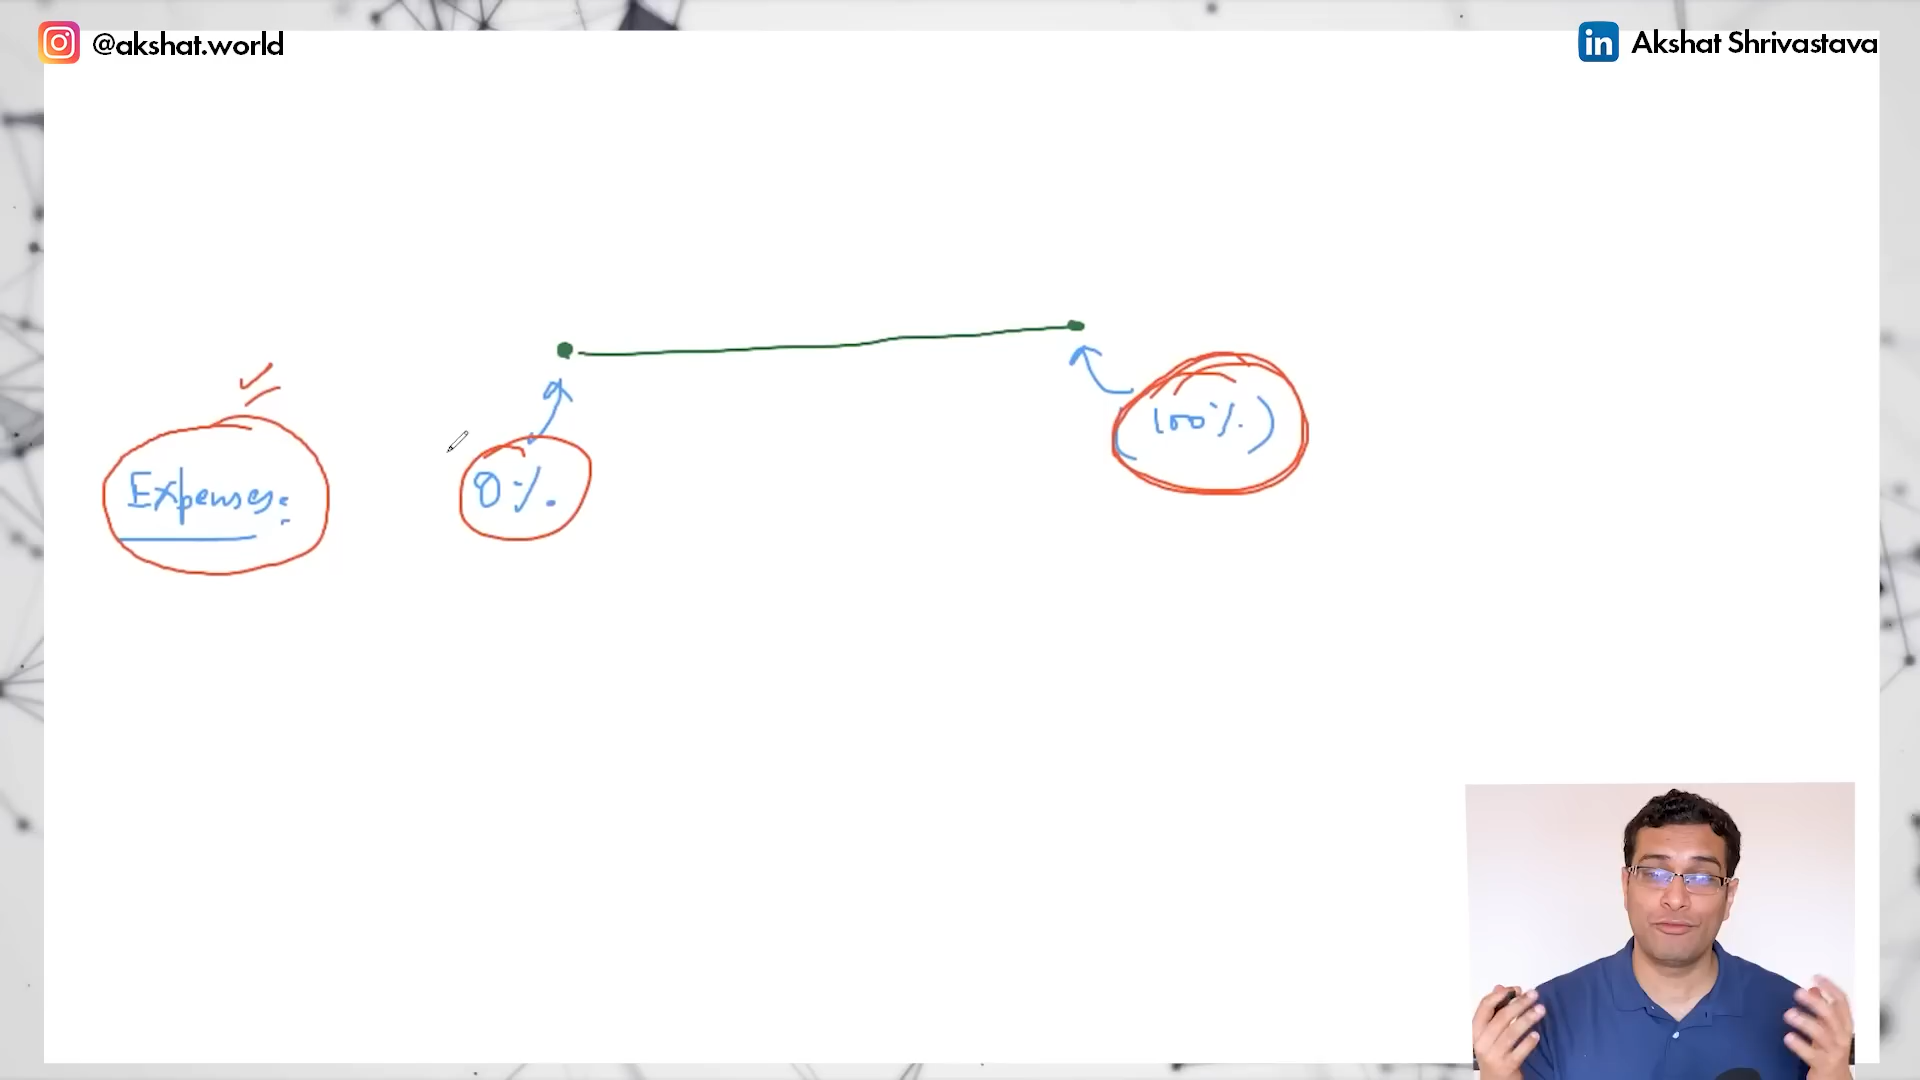 @akshat.world
Akshat Shrivastava
(100%.)
Expenses:
0%.